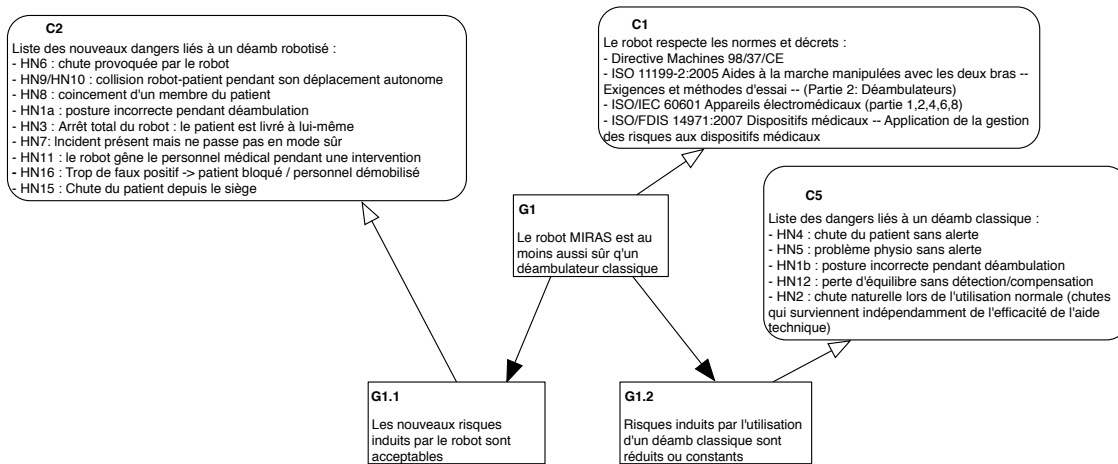 C2
Liste des nouveaux dangers liés à un déamb robotisé :
- HN6 : chute provoquée par le robot
- HN9/HN10 : collision robot-patient pendant son déplacement autonome
- HN8 : coincement d'un membre du patient
- HN1a : posture incorrecte pendant déambulation
- HN3 : Arrêt total du robot : le patient est livré à lui-même
- HN7: Incident présent mais ne passe pas en mode sûr
- HN11 : le robot gêne le personnel médical pendant une intervention
- HN16 : Trop de faux positif -> patient bloqué / personnel démobilisé
- HN15 : Chute du patient depuis le siège
C1
Le robot respecte les normes et décrets :
- Directive Machines 98/37/CE
- ISO 11199-2:2005 Aides à la marche manipulées avec les deux bras --
Exigences et méthodes d'essai -- (Partie 2: Déambulateurs)
- ISO/IEC 60601 Appareils électromédicaux (partie 1,2,4,6,8)
- ISO/FDIS 14971:2007 Dispositifs médicaux -- Application de la gestion
des risques aux dispositifs médicaux
G1
Le robot MIRAS est au
moins aussi sûr q'un
déambulateur classique
C5
Liste des dangers liés à un déamb classique :
- HN4 : chute du patient sans alerte
- HN5 : problème physio sans alerte
- HN1b : posture incorrecte pendant déambulation
- HN12 : perte d'équilibre sans détection/compensation
- HN2 : chute naturelle lors de l'utilisation normale (chutes
qui surviennent indépendamment de l'efficacité de l'aide
technique)
G1.1
Les nouveaux risques
induits par le robot sont
acceptables
G1.2
Risques induits par l'utilisation
d'un déamb classique sont
réduits ou constants